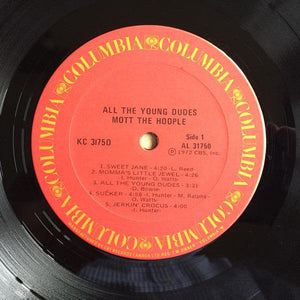 COLUMBIA COLUMBIA COLUMBIA COLUMBIA COLUMBIA COLUMBIA
ALL THE YOUNG DUDES
MOTT THE HOOPLE
KC 31750
Side 1
AL 31750
℗ 1972 CBS, Inc.
1. SWEET JANE - 4:20 -L. Reed-
2. MOMMA'S LITTLE JEWEL - 4:26
-I. Hunter - O. Watts-
3. ALL THE YOUNG DUDES - 3:31
-D. Bowie-
4. SUCKER - 4:58 -I. Hunter - M. Ralphs-
O. Watts-
5. JERKIN' CROCUS - 4:00
-I. Hunter-